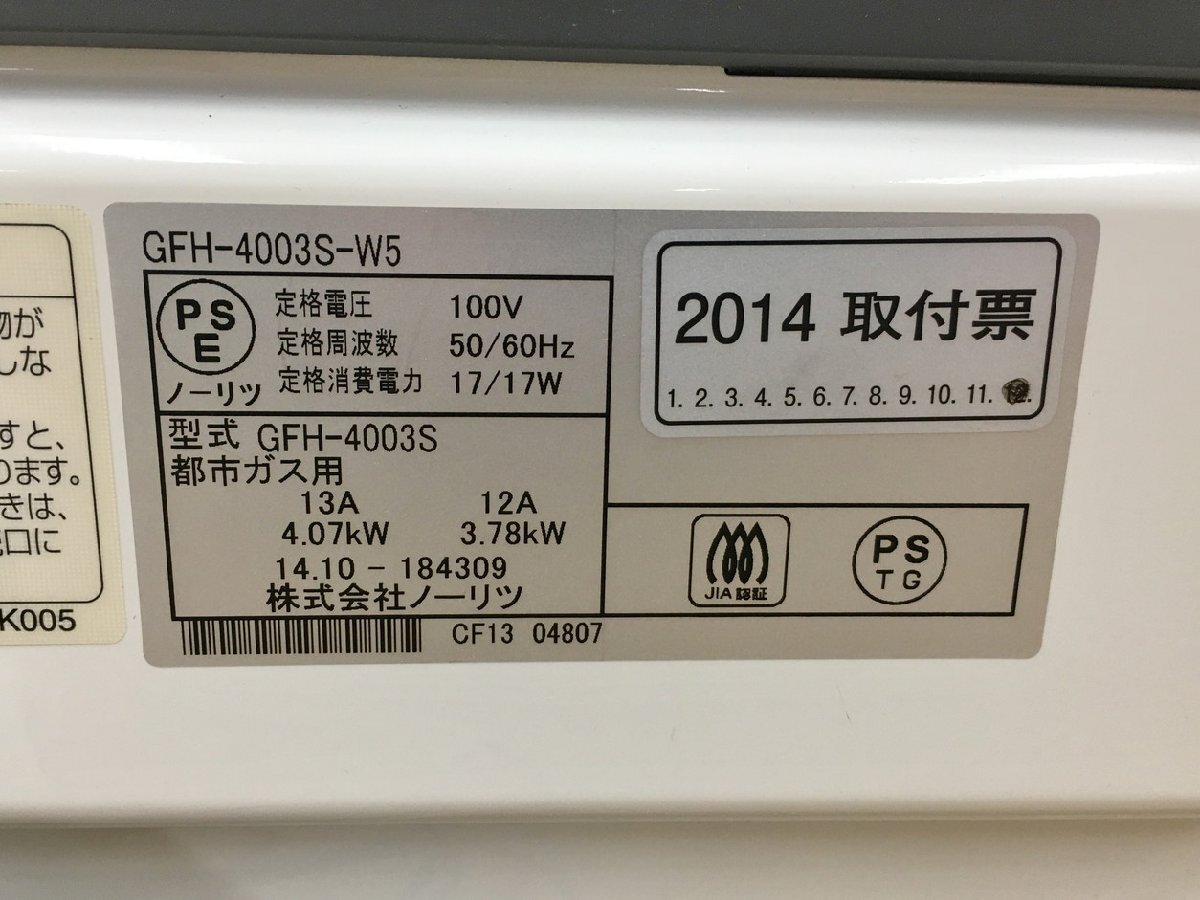 物が
しな
すと、
ります。
きは、
口に
K005
GFH-4003S-W5
PSE
ノーリツ
定格電圧 100V
定格周波数 50/60Hz
定格消費電力 17/17W
型式 GFH-4003S
都市ガス用
13A 12A
4.07kW 3.78kW
14.10 - 184309
株式会社ノーリツ
CF13 04807
2014 取付票
1. 2. 3. 4. 5. 6. 7. 8. 9. 10. 11. 12.
JIA 認証
PS
TG